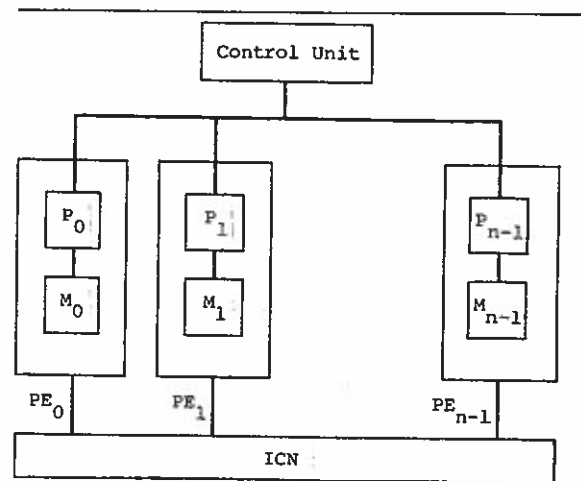 Control Unit
P0 P1 Pn-1
M0 M1 Mn-1
PE0 PE1 PEn-1
ICN